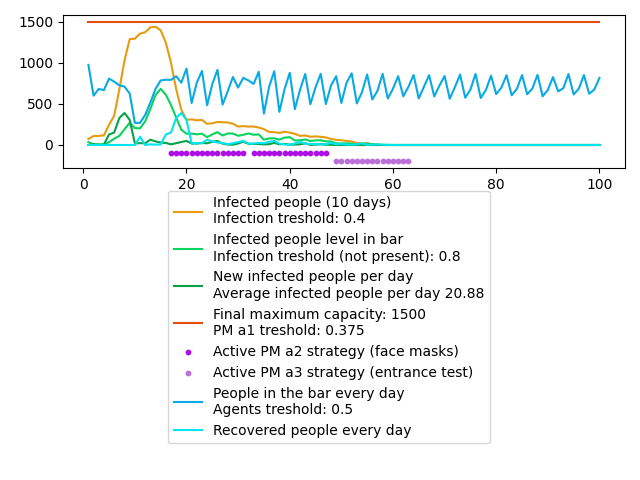 1500
1000
500
0
0
20
40
60
80
100
Infected people (10 days)
Infection treshold: 0.4
Infected people level in bar
Infection treshold (not present): 0.8
New infected people per day
Average infected people per day 20.88
Final maximum capacity: 1500
PM a1 treshold: 0.375
Active PM a2 strategy (face masks)
Active PM a3 strategy (entrance test)
People in the bar every day
Agents treshold: 0.5
Recovered people every day